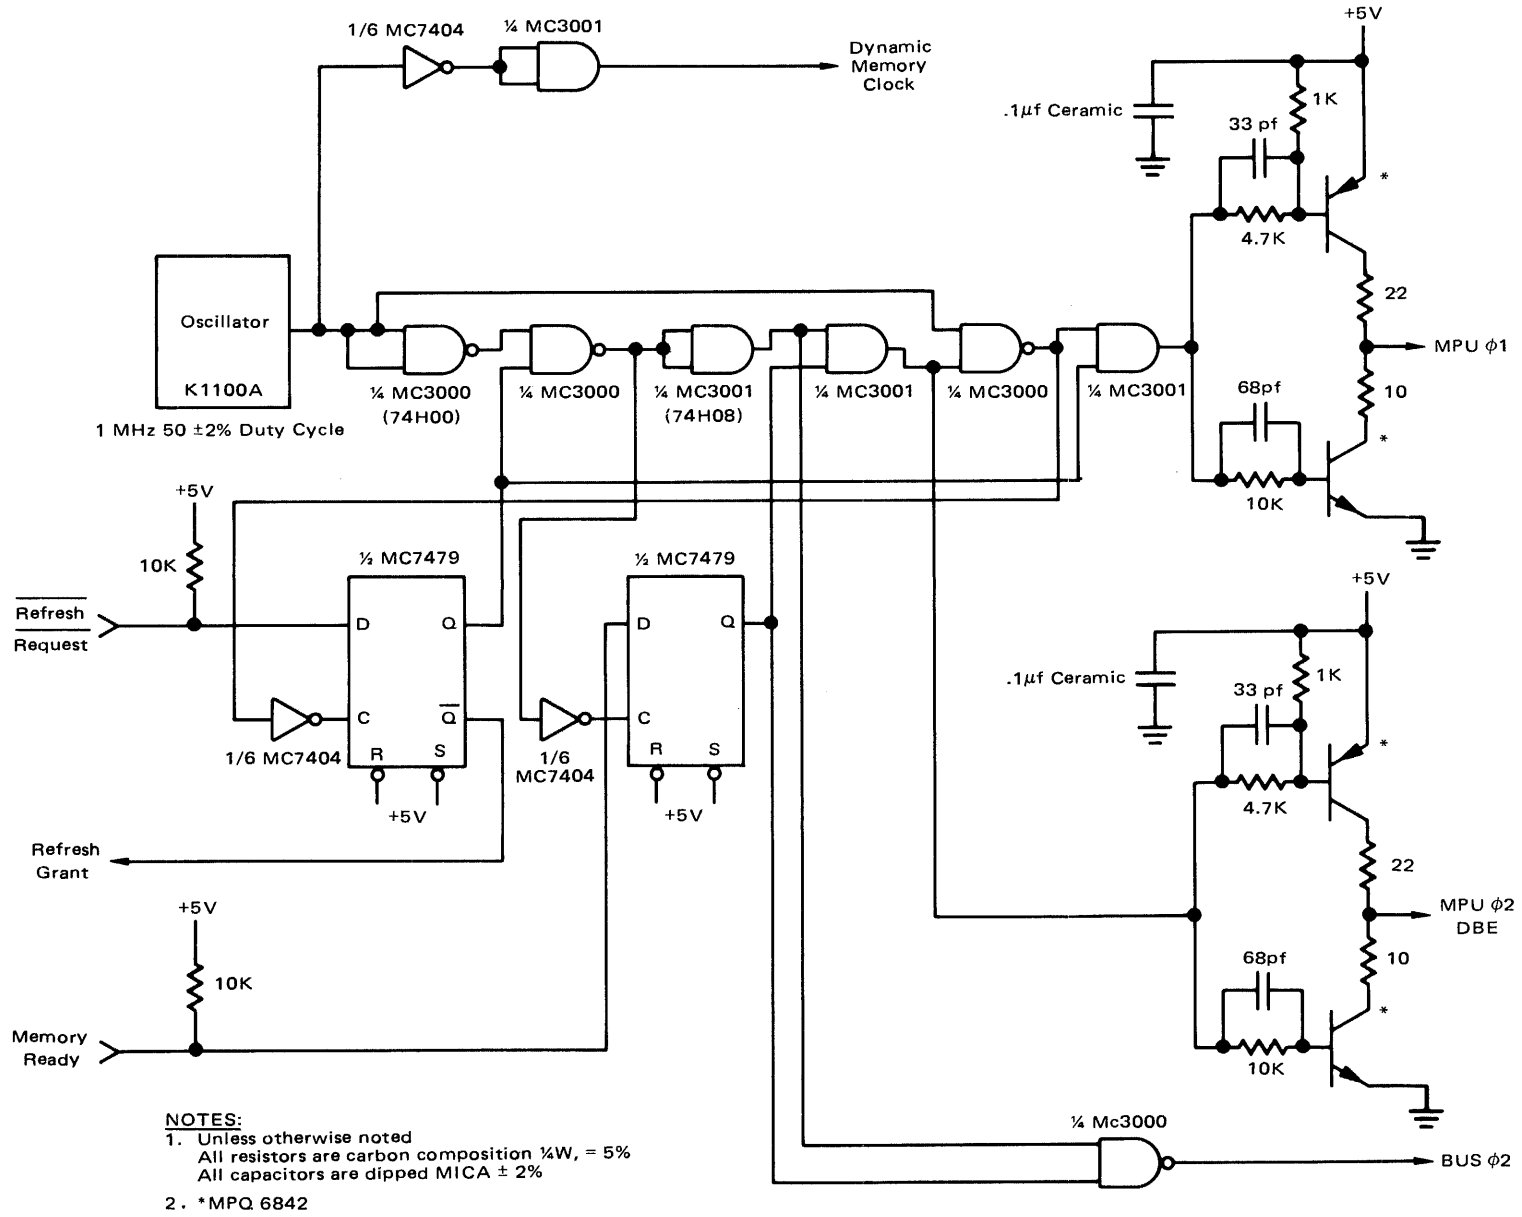 1/6 MC7404
¼ MC3001
Dynamic
Memory
Clock
+5V
.1µf Ceramic
1K
33 pf
*
4.7K
22
MPU ϕ1
10
68pf
*
10K
Oscillator
K1100A
1 MHz 50 ±2% Duty Cycle
¼ MC3000
(74H00)
¼ MC3000
¼ MC3001
(74H08)
¼ MC3001
¼ MC3000
¼ MC3001
+5V
10K
Refresh
Request
½ MC7479
D
Q
C
Q
R
S
+5V
1/6 MC7404
½ MC7479
D
Q
C
R
S
+5V
1/6
MC7404
Refresh
Grant
+5V
10K
Memory
Ready
+5V
.1µf Ceramic
1K
33 pf
*
4.7K
22
MPU ϕ2
DBE
10
68pf
*
10K
¼ Mc3000
BUS ϕ2
NOTES:
1. Unless otherwise noted
All resistors are carbon composition ¼W, = 5%
All capacitors are dipped MICA ± 2%
2. *MPQ 6842